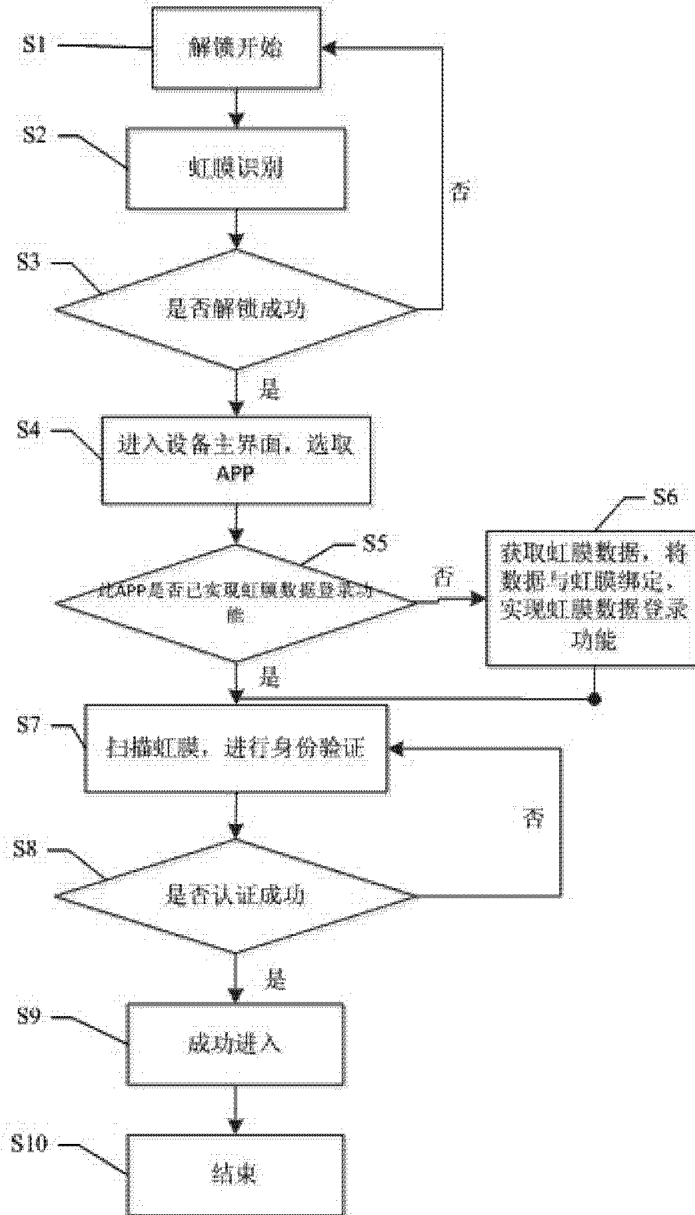 S1
解锁开始
S2
虹膜识别
否
S3
是否解锁成功
是
S4
进入设备主界面，选取
APP
S6
S5
获取虹膜数据，将
数据与虹膜绑定，
实现虹膜数据登录
功能
否
此APP是否已实现虹膜数据登录功
能
是
S7
扫描虹膜，进行身份验证
否
S8
是否认证成功
是
S9
成功进入
S10
结束